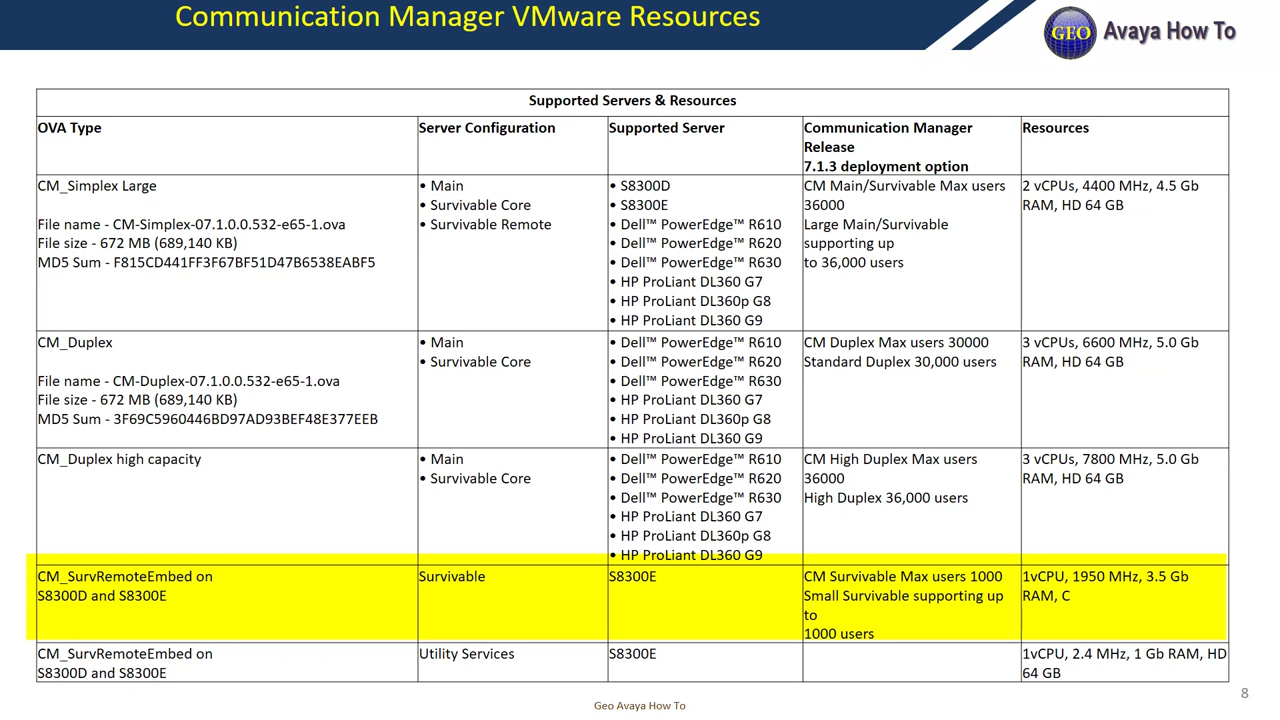 Communication Manager VMware Resources
GEO
Avaya How To
Supported Servers & Resources
OVA Type
Server Configuration
Supported Server
Communication Manager
Release
7.1.3 deployment option
Resources
CM_Simplex Large
File name - CM-Simplex-07.1.0.0.532-e65-1.ova
File size - 672 MB (689,140 KB)
MD5 Sum - F815CD441FF3F67BF51D47B6538EABF5
• Main
• Survivable Core
• Survivable Remote
• S8300D
• S8300E
• Dell™ PowerEdge™ R610
• Dell™ PowerEdge™ R620
• Dell™ PowerEdge™ R630
• HP ProLiant DL360 G7
• HP ProLiant DL360p G8
• HP ProLiant DL360 G9
CM Main/Survivable Max users
36000
Large Main/Survivable
supporting up
to 36,000 users
2 vCPUs, 4400 MHz, 4.5 Gb
RAM, HD 64 GB
CM_Duplex
File name - CM-Duplex-07.1.0.0.532-e65-1.ova
File size - 672 MB (689,140 KB)
MD5 Sum - 3F69C5960446BD97AD93BEF48E377EEB
• Main
• Survivable Core
• Dell™ PowerEdge™ R610
• Dell™ PowerEdge™ R620
• Dell™ PowerEdge™ R630
• HP ProLiant DL360 G7
• HP ProLiant DL360p G8
• HP ProLiant DL360 G9
CM Duplex Max users 30000
Standard Duplex 30,000 users
3 vCPUs, 6600 MHz, 5.0 Gb
RAM, HD 64 GB
CM_Duplex high capacity
• Main
• Survivable Core
• Dell™ PowerEdge™ R610
• Dell™ PowerEdge™ R620
• Dell™ PowerEdge™ R630
• HP ProLiant DL360 G7
• HP ProLiant DL360p G8
• HP ProLiant DL360 G9
CM High Duplex Max users
36000
High Duplex 36,000 users
3 vCPUs, 7800 MHz, 5.0 Gb
RAM, HD 64 GB
CM_SurvRemoteEmbed on
S8300D and S8300E
Survivable
S8300E
CM Survivable Max users 1000
Small Survivable supporting up
to
1000 users
1vCPU, 1950 MHz, 3.5 Gb
RAM, C
CM_SurvRemoteEmbed on
S8300D and S8300E
Utility Services
S8300E
1vCPU, 2.4 MHz, 1 Gb RAM, HD
64 GB
Geo Avaya How To
8